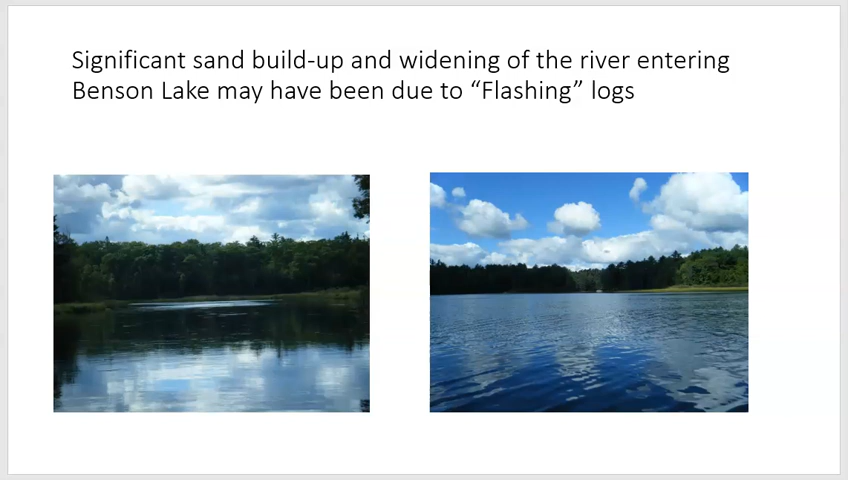 Significant sand build-up and widening of the river entering
Benson Lake may have been due to “Flashing” logs